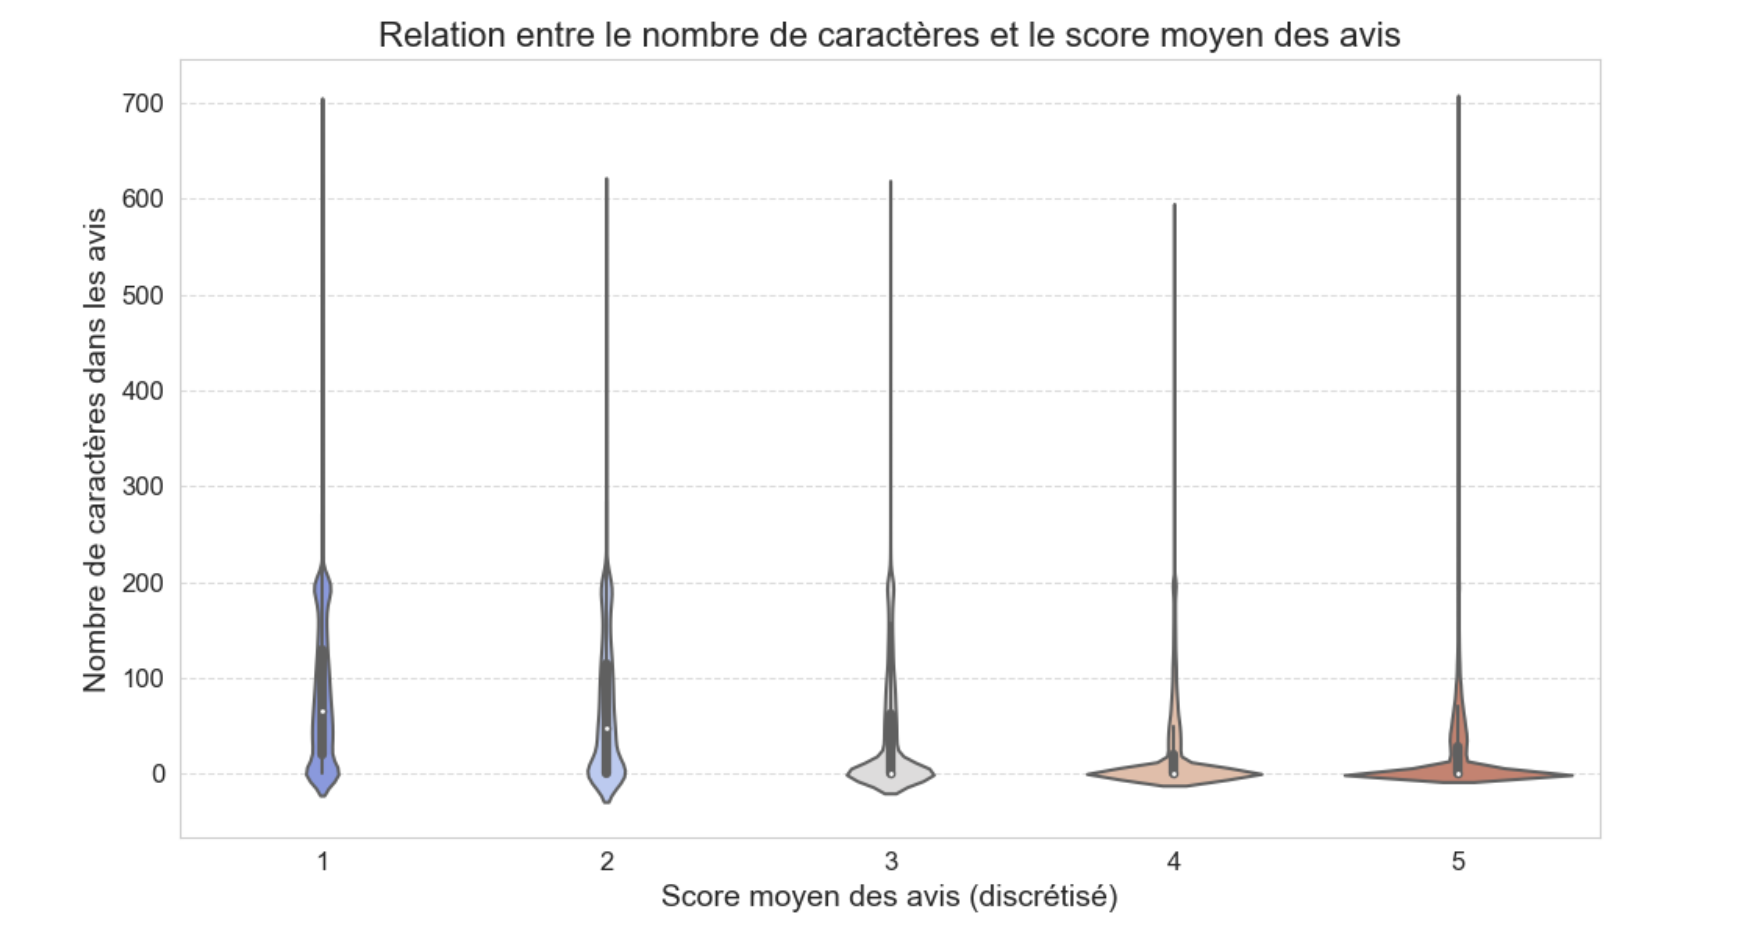 Relation entre le nombre de caractères et le score moyen des avis
Nombre de caractères dans les avis
700
600
500
400
300
200
100
0
1 2 3 4 5
Score moyen des avis (discrétisé)